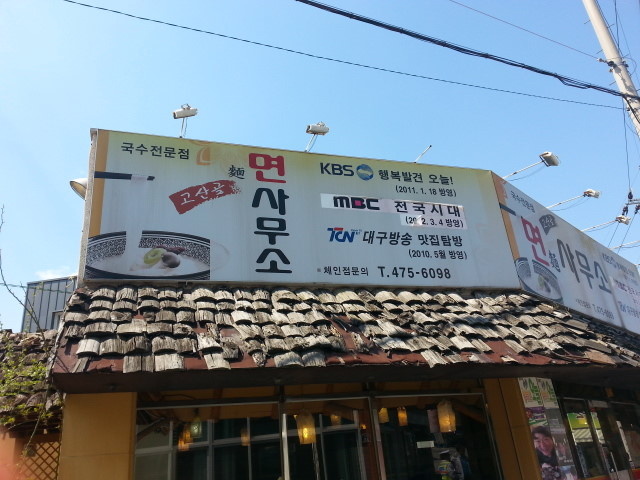 국수전문점
고산골
麵
면사무소
KBS 행복발견 오늘!
(2011. 1. 18 방영)
mbc 전국시대
(2012. 3. 4 방영)
TCN 대구방송 맛집탐방
(2010. 5월 방영)
※ 체인점문의 T. 475-6098
면사무소